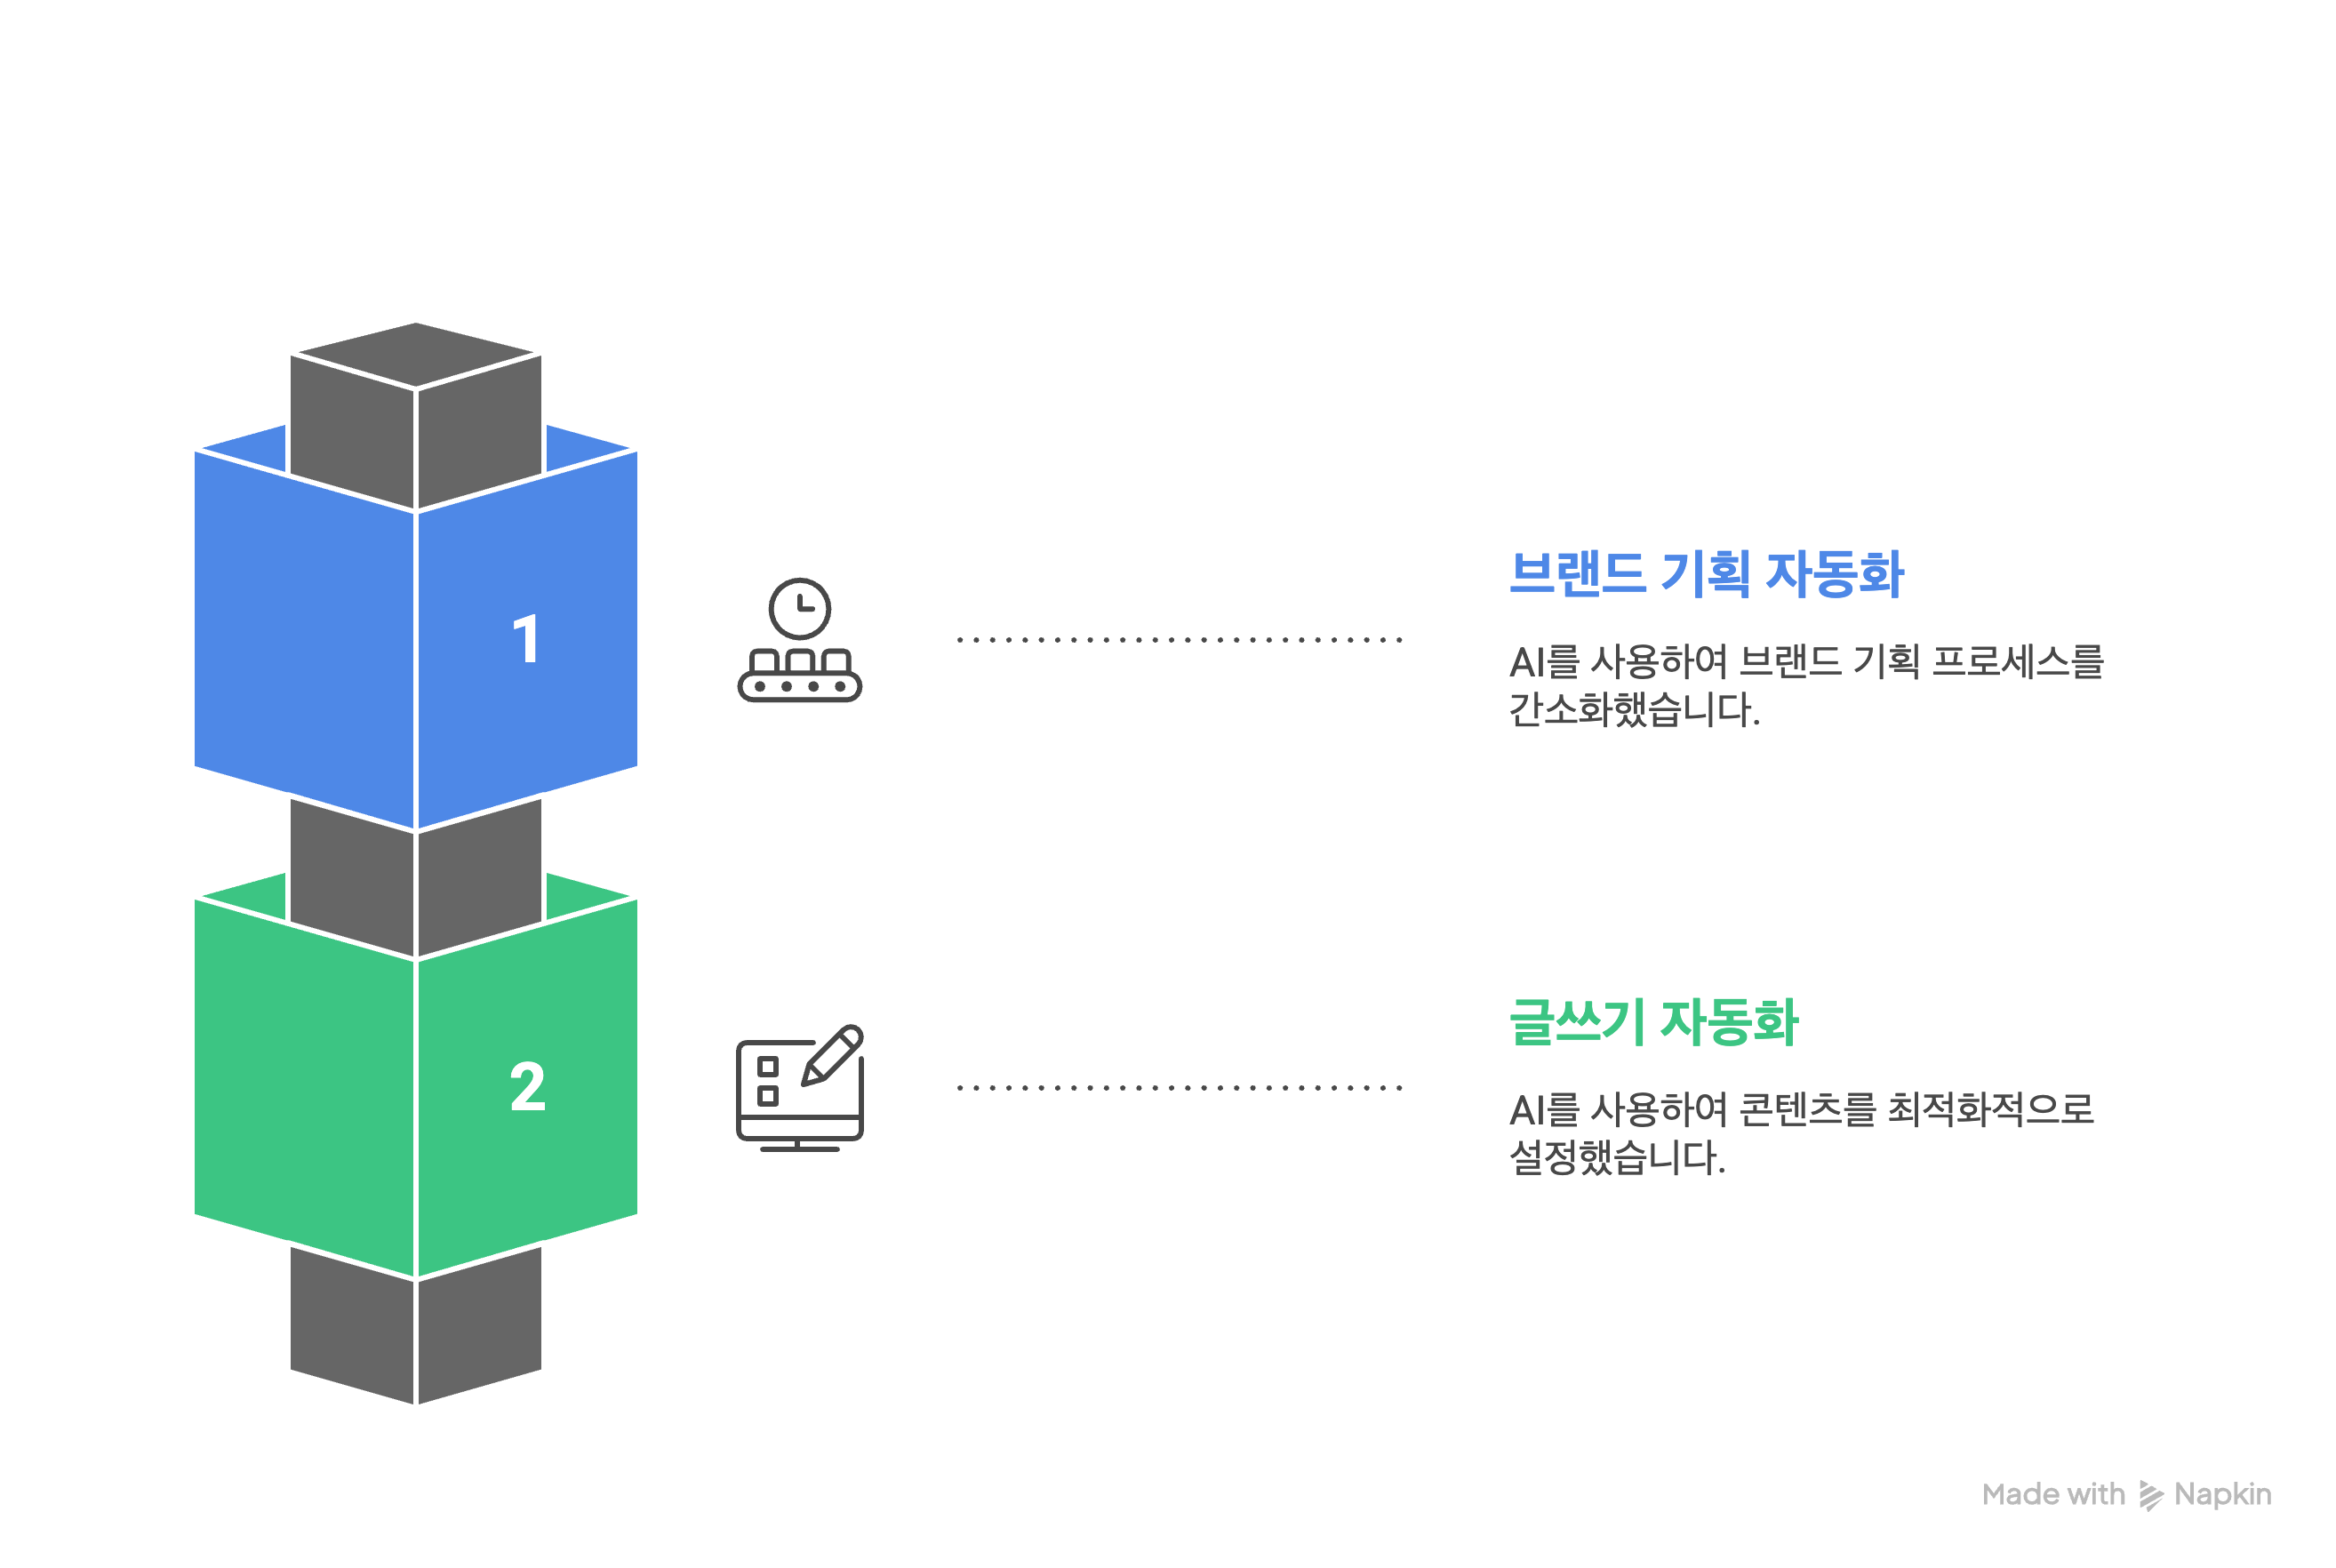 1
브랜드 기획 자동화
AI를 사용하여 브랜드 기획 프로세스를
간소화했습니다.
2
글쓰기 자동화
AI를 사용하여 콘텐츠를 최적화적으로
설정했습니다.
Made with Napkin